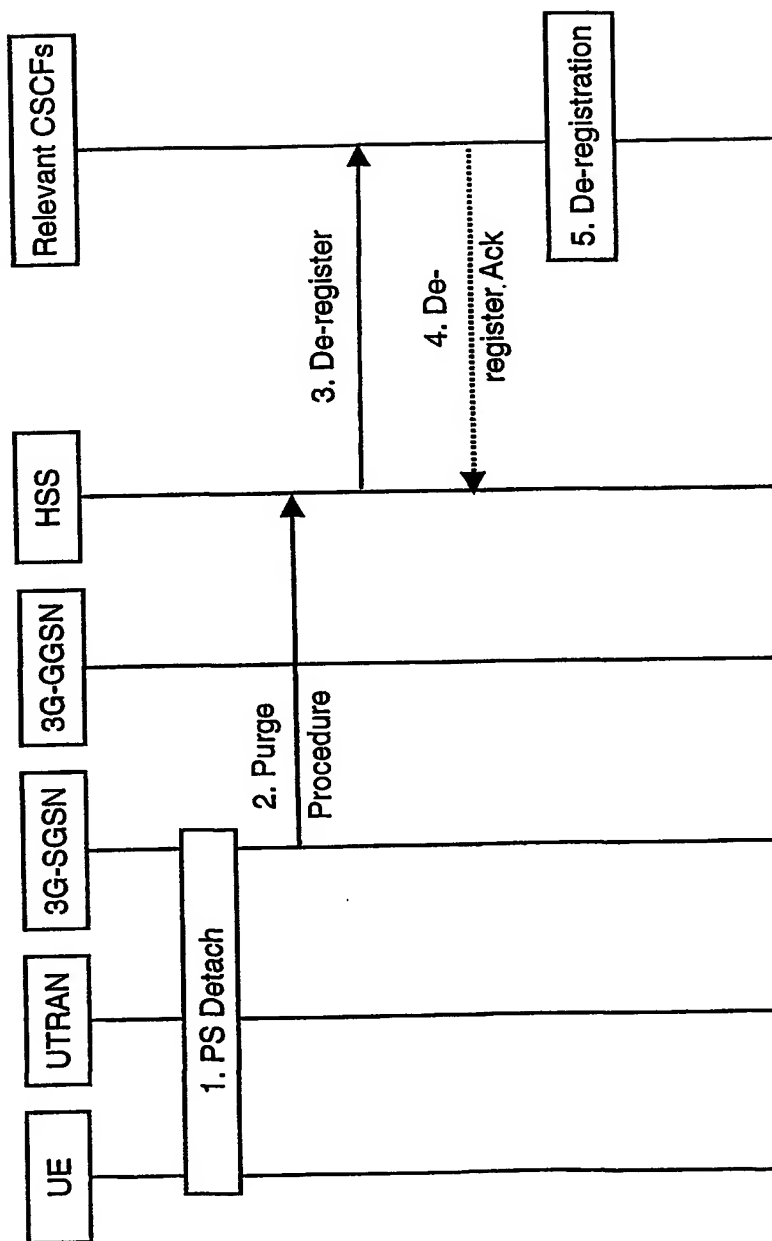 UE
UTRAN
3G-SGSN
3G-GGSN
HSS
Relevant CSCFs
1. PS Detach
2. Purge
Procedure
3. De-register
4. De-
register.Ack
5. De-registration